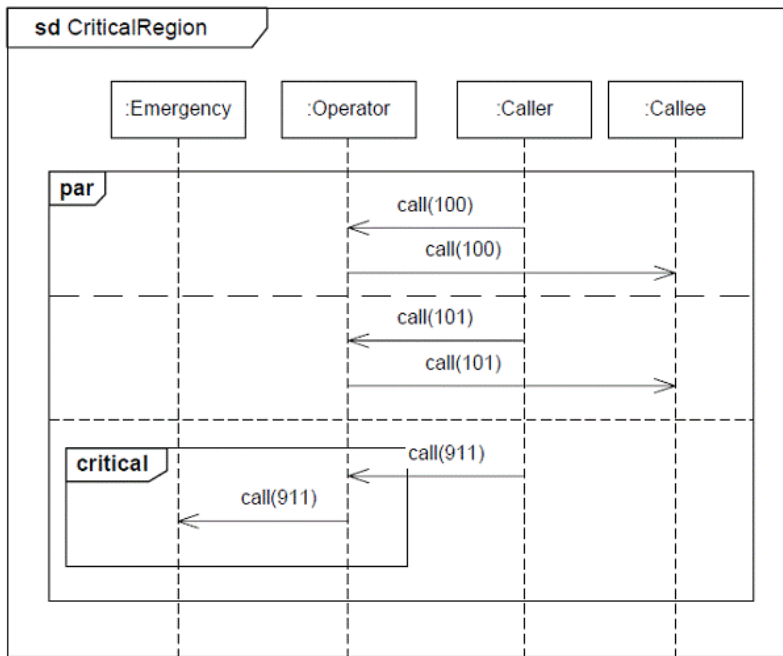 sd CriticalRegion
:Emergency :Operator :Caller :Callee
par
call(100)
call(100)
call(101)
call(101)
critical
call(911)
call(911)